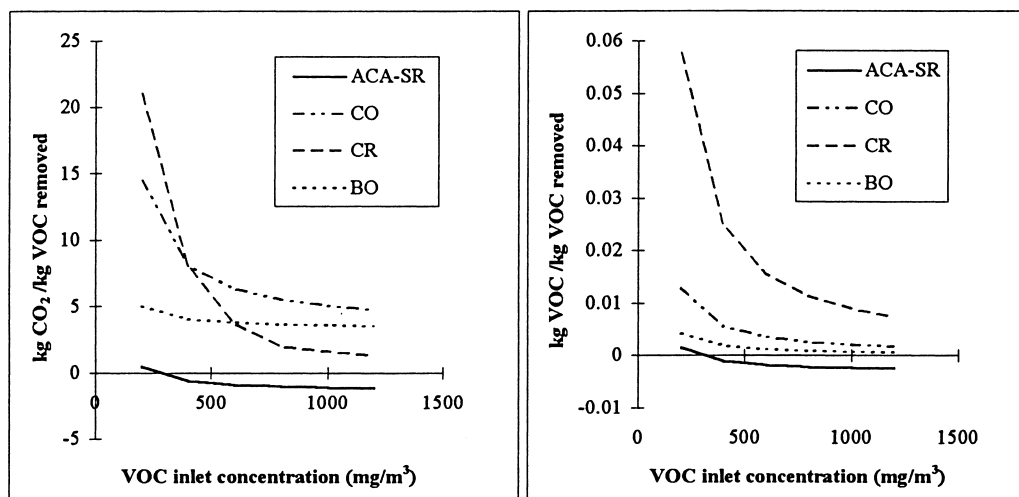 25
20
15
10
5
0
-5
kg CO₂/kg VOC removed
ACA-SR
CO
CR
BO
0
500
1000
1500
VOC inlet concentration (mg/m³)
0.06
0.05
0.04
0.03
0.02
0.01
0
-0.01
kg VOC /kg VOC removed
ACA-SR
CO
CR
BO
0
500
1000
1500
VOC inlet concentration (mg/m³)